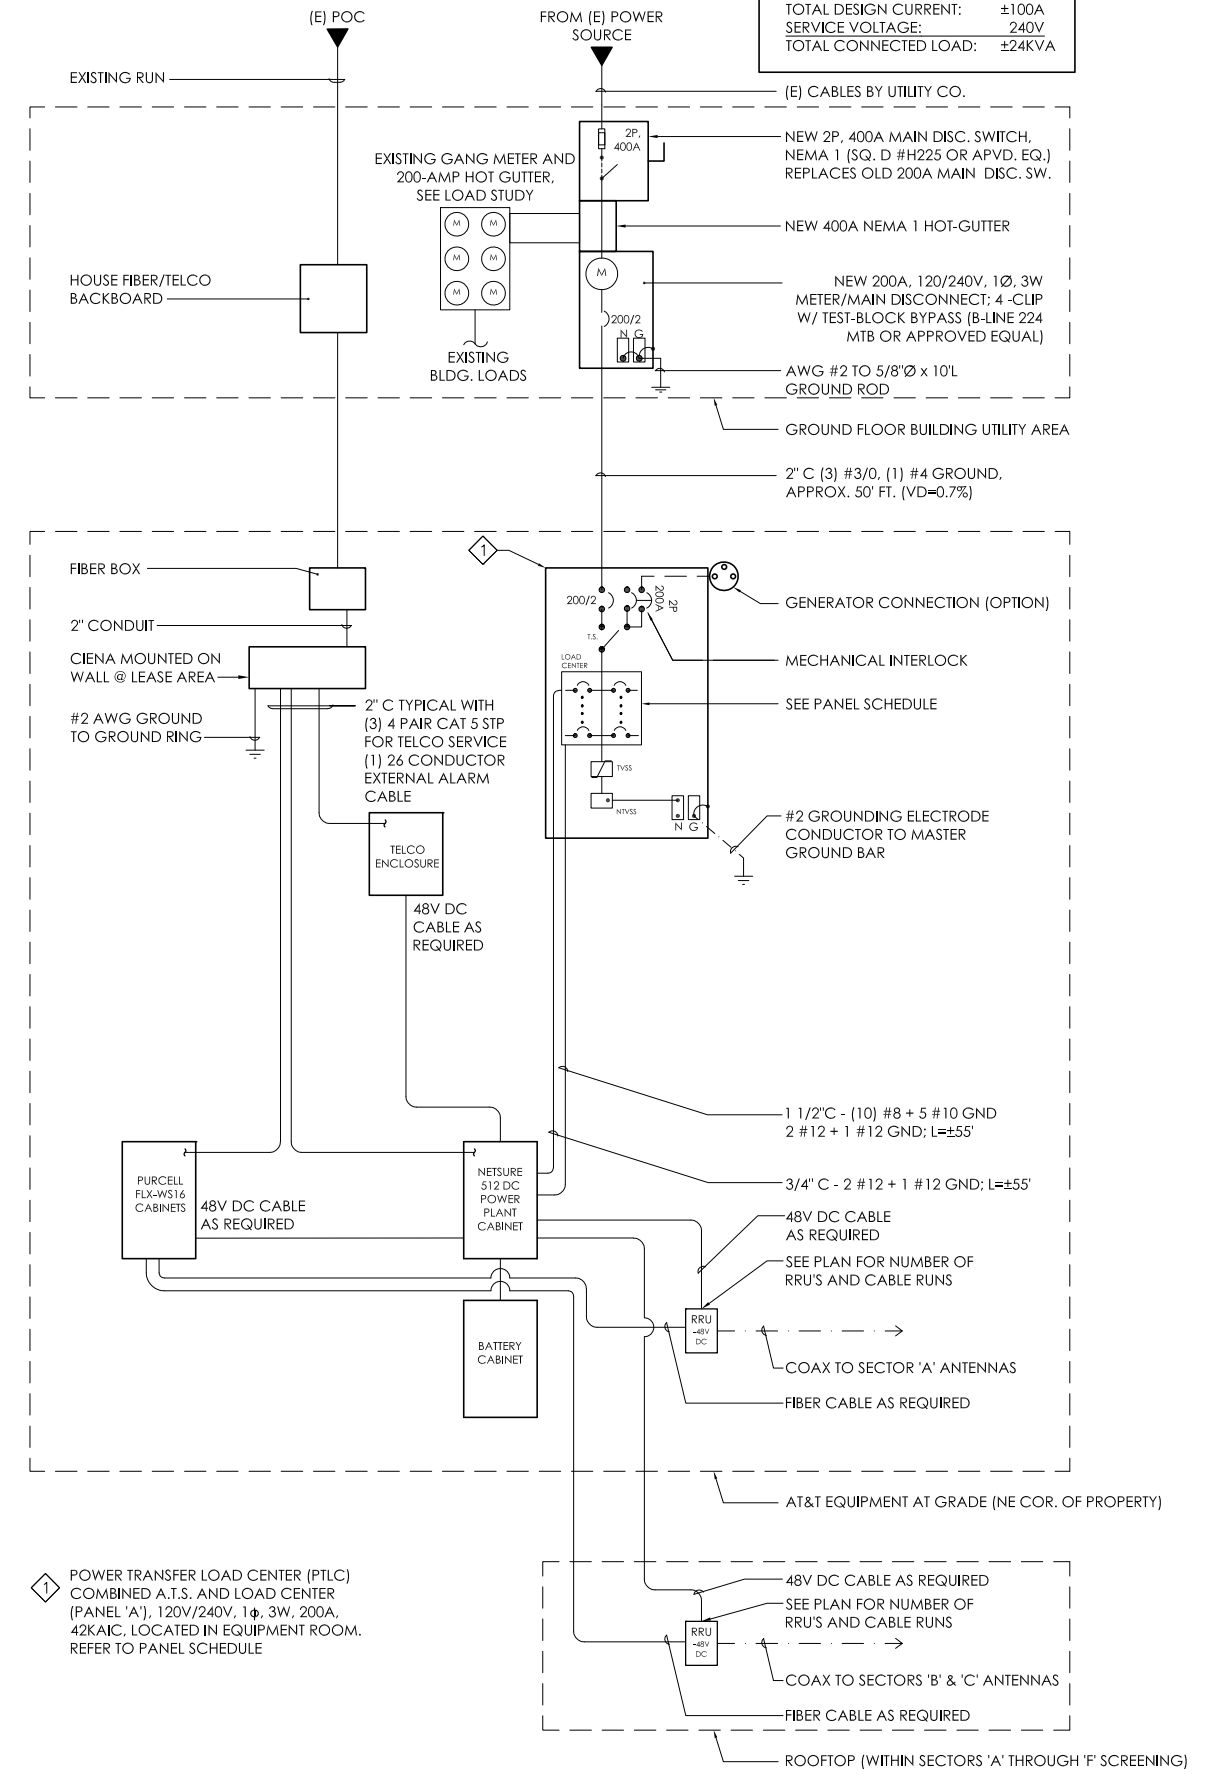 (E) POC
FROM (E) POWER
SOURCE
TOTAL DESIGN CURRENT: ±100A
SERVICE VOLTAGE: 240V
TOTAL CONNECTED LOAD: ±24KVA
EXISTING RUN
(E) CABLES BY UTILITY CO.
2P,
400A
NEW 2P, 400A MAIN DISC. SWITCH,
NEMA 1 (SQ. D #H225 OR APVD. EQ.)
REPLACES OLD 200A MAIN DISC. SW.
EXISTING GANG METER AND
200-AMP HOT GUTTER,
SEE LOAD STUDY
M M
M M
M M
NEW 400A NEMA 1 HOT-GUTTER
HOUSE FIBER/TELCO
BACKBOARD
M
NEW 200A, 120/240V, 1Ø, 3W
METER/MAIN DISCONNECT; 4 -CLIP
W/ TEST-BLOCK BYPASS (B-LINE 224
MTB OR APPROVED EQUAL)
200/2
N G
EXISTING
BLDG. LOADS
AWG #2 TO 5/8"Ø x 10'L
GROUND ROD
GROUND FLOOR BUILDING UTILITY AREA
2" C (3) #3/0, (1) #4 GROUND,
APPROX. 50' FT. (VD=0.7%)
1
FIBER BOX
200/2
2P
200A
GENERATOR CONNECTION (OPTION)
2" CONDUIT
T.S.
CIENA MOUNTED ON
WALL @ LEASE AREA
LOAD
CENTER
MECHANICAL INTERLOCK
SEE PANEL SCHEDULE
#2 AWG GROUND
TO GROUND RING
2" C TYPICAL WITH
(3) 4 PAIR CAT 5 STP
FOR TELCO SERVICE
(1) 26 CONDUCTOR
EXTERNAL ALARM
CABLE
TVSS
NTVSS
N G
#2 GROUNDING ELECTRODE
CONDUCTOR TO MASTER
GROUND BAR
TELCO
ENCLOSURE
48V DC
CABLE AS
REQUIRED
1 1/2"C - (10) #8 + 5 #10 GND
2 #12 + 1 #12 GND; L=±55'
3/4" C - 2 #12 + 1 #12 GND; L=±55'
PURCELL
FLX-WS16
CABINETS
48V DC CABLE
AS REQUIRED
NETSURE
512 DC
POWER
PLANT
CABINET
48V DC CABLE
AS REQUIRED
SEE PLAN FOR NUMBER OF
RRU'S AND CABLE RUNS
RRU
-48V
DC
BATTERY
CABINET
COAX TO SECTOR 'A' ANTENNAS
FIBER CABLE AS REQUIRED
AT&T EQUIPMENT AT GRADE (NE COR. OF PROPERTY)
1
POWER TRANSFER LOAD CENTER (PTLC)
COMBINED A.T.S. AND LOAD CENTER
(PANEL 'A'), 120V/240V, 1ɸ, 3W, 200A,
42KAIC, LOCATED IN EQUIPMENT ROOM.
REFER TO PANEL SCHEDULE
48V DC CABLE AS REQUIRED
SEE PLAN FOR NUMBER OF
RRU'S AND CABLE RUNS
RRU
-48V
DC
COAX TO SECTORS 'B' & 'C' ANTENNAS
FIBER CABLE AS REQUIRED
ROOFTOP (WITHIN SECTORS 'A' THROUGH 'F' SCREENING)